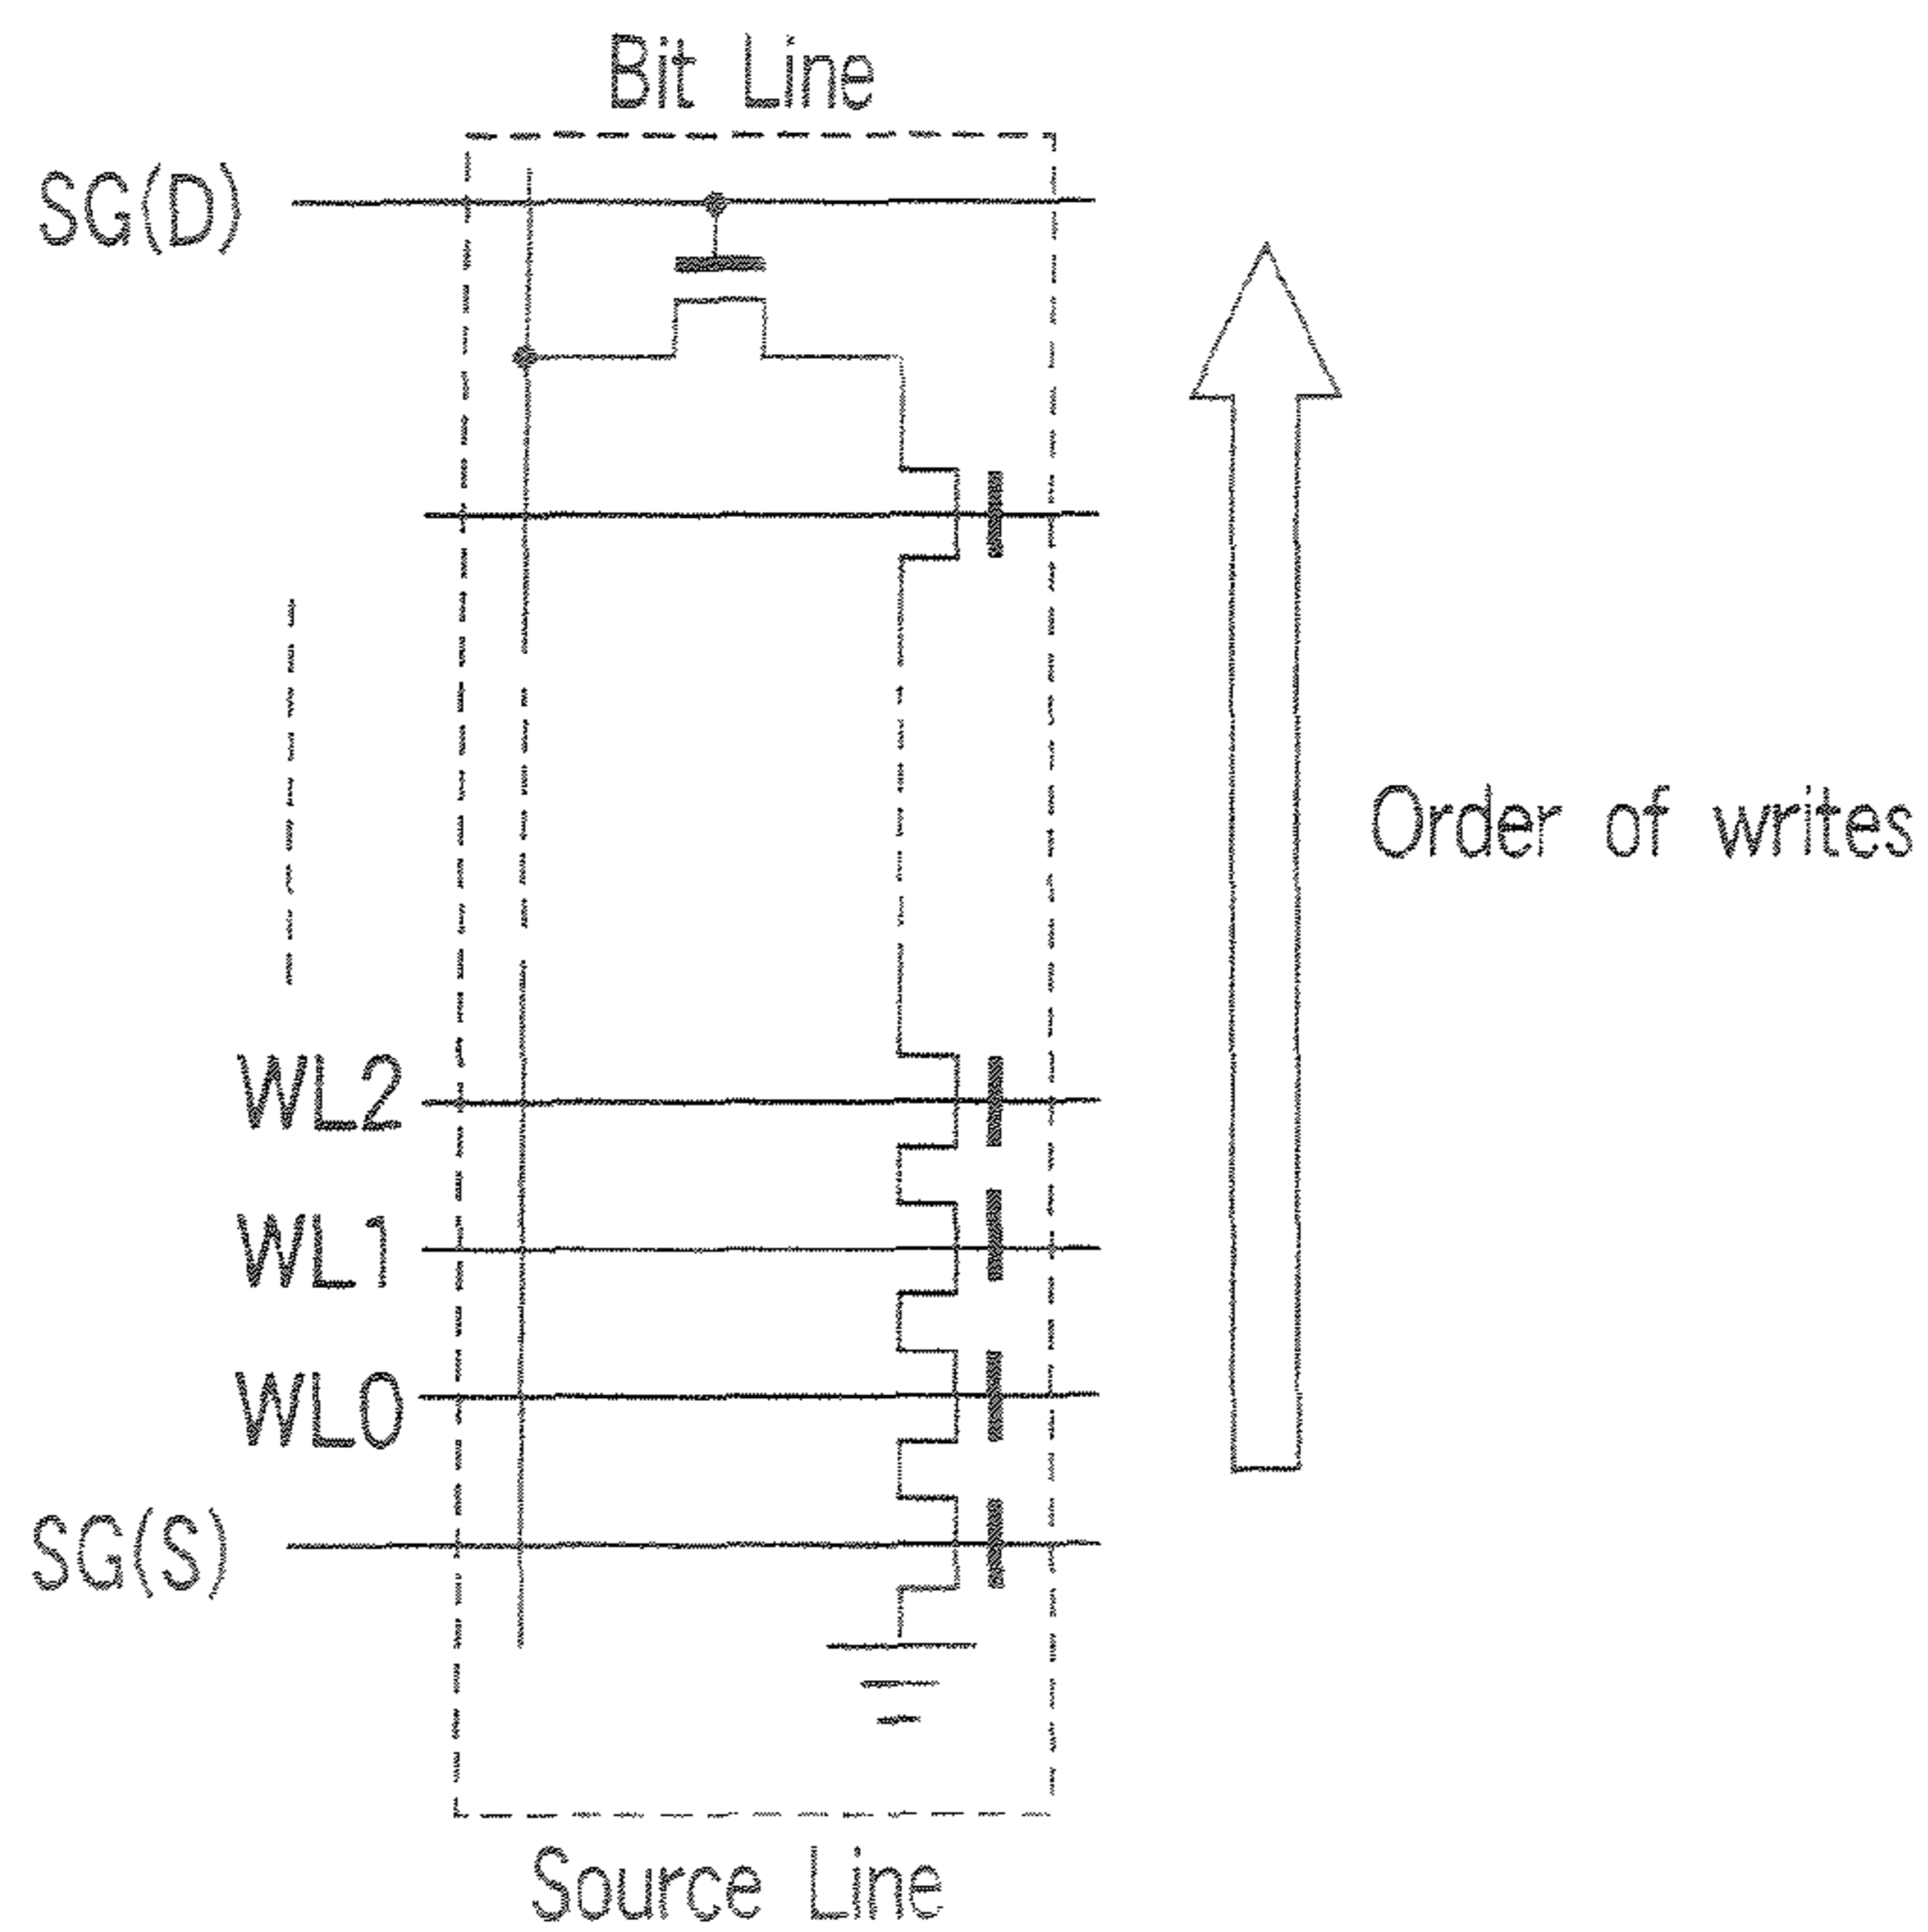 Bit Line
SG(D)
Order of writes
WL2
WL1
WL0
SG(S)
Source Line